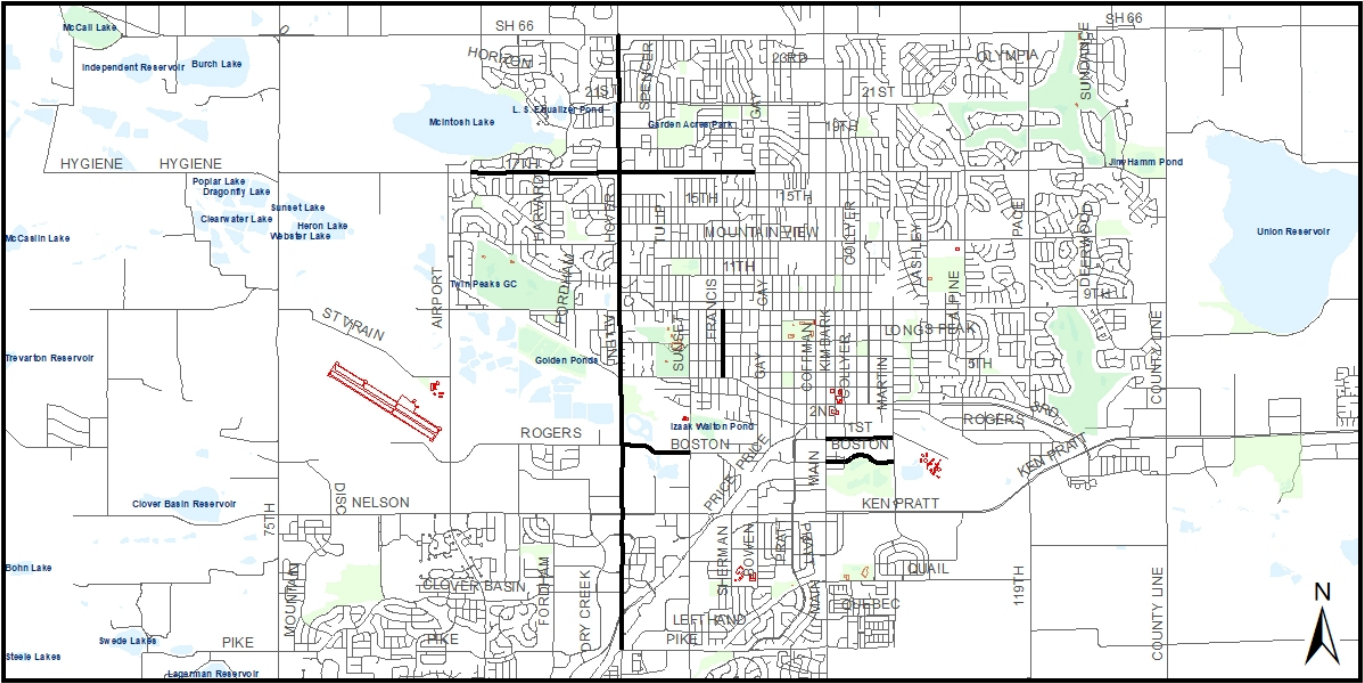 McCall Lake
SH 66
SH 66
HORIZON
SPENCER
23RD
OLYMPIA
SUNDANCE
Independent Reservoir
Burch Lake
21ST
GAY
21ST
L. S. Equalizer Pond
McIntosh Lake
Garden Acres Park
19TH
HYGIENE
HYGIENE
17TH
Jim Hamm Pond
Poplar Lake
Dragonfly Lake
HARVARD
HOVER
15TH
15TH
Sunset Lake
Clearwater Lake
Heron Lake
Webster Lake
TULIP
MOUNTAIN VIEW
COLLYER
LASHLEY
PACE
DEERWOOD
McCaslin Lake
Union Reservoir
11TH
AIRPORT
Twin Peaks GC
FORDHAM
FRANCIS
GAY
ALPINE
9TH
ST VRAIN
ALLEN
SUNSET
COFFMAN
KIMBARK
COLLYER
LONGS PEAK
COUNTY LINE
Trevarton Reservoir
Golden Ponds
GAY
MARTIN
5TH
2ND
3RD
ROGERS
Izaak Walton Pond
1ST
ROGERS
BOSTON
BOSTON
PRICE
PRICE
MAIN
KEN PRATT
Clover Basin Reservoir
DISC
NELSON
KEN PRATT
75TH
SHERMAN
BOWEN
PRATT
PRATT
Bohn Lake
MOUNTAIN
CLOVER BASIN
FORDHAM
DRY CREEK
QUAIL
119TH
COUNTY LINE
N
MAIN
QUEBEC
LEFT HAND
Swede Lakes
PIKE
PIKE
PIKE
Steele Lakes
Lagerman Reservoir